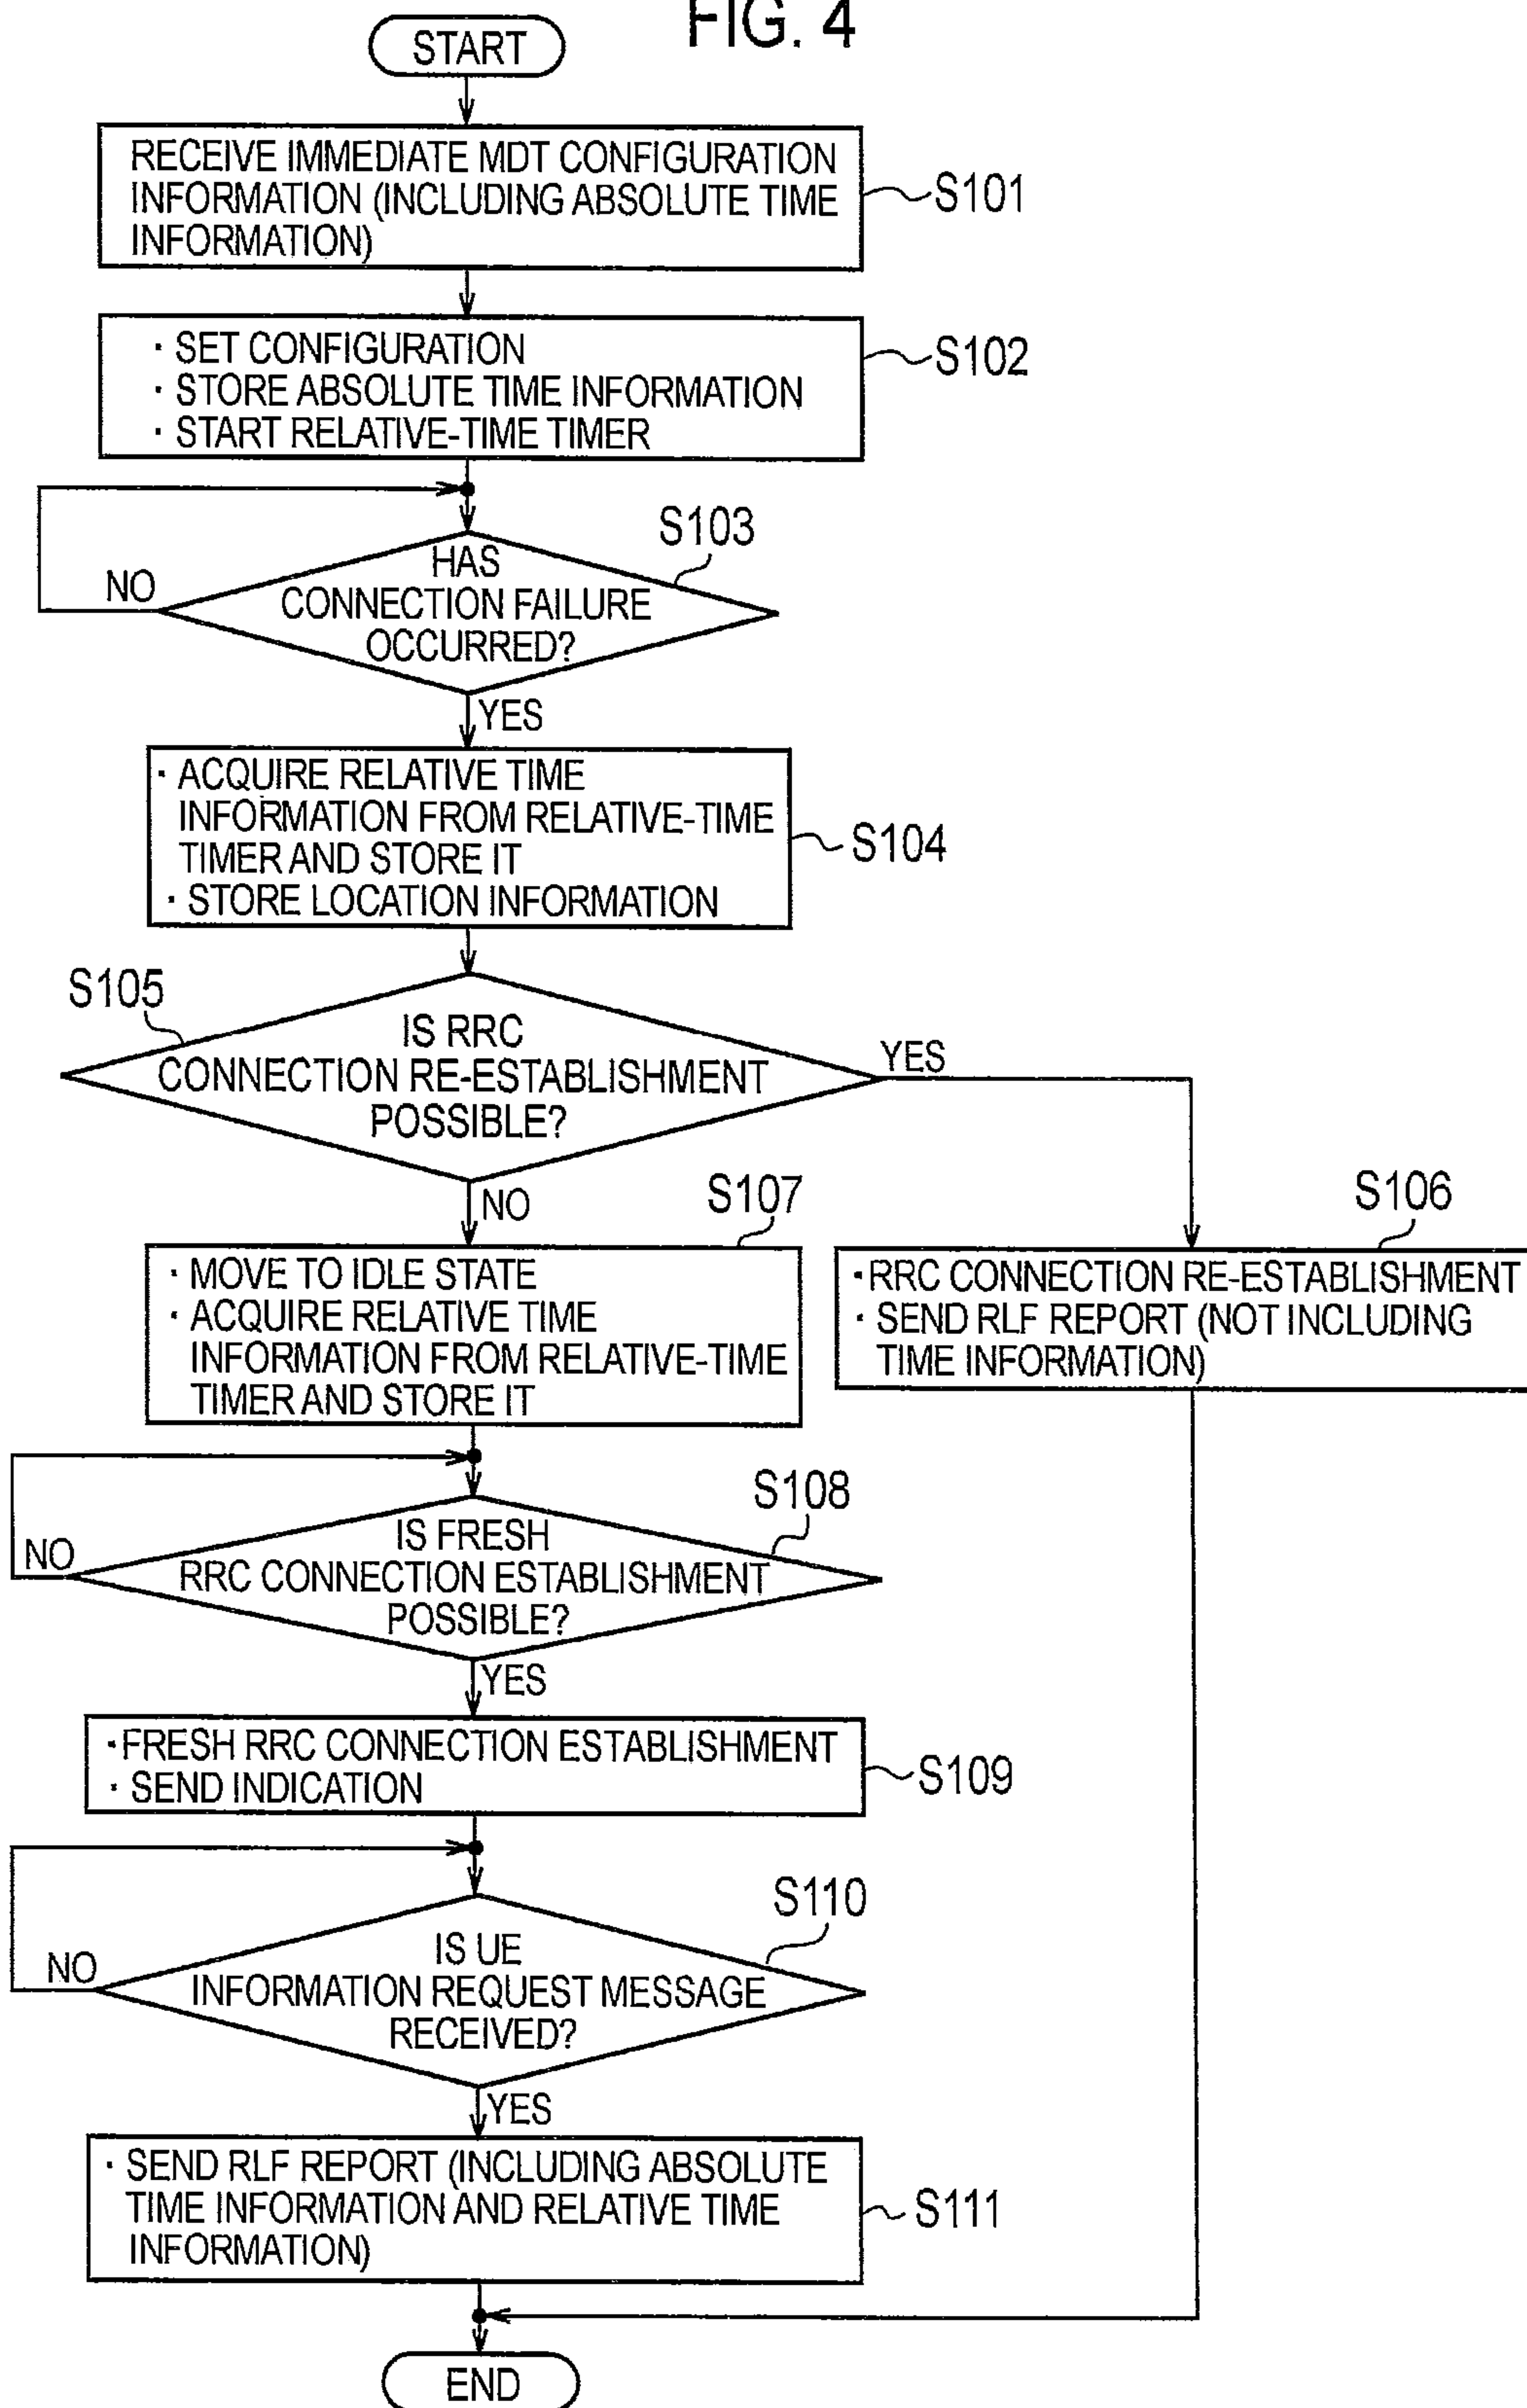 FIG. 4
START
RECEIVE IMMEDIATE MDT CONFIGURATION
INFORMATION (INCLUDING ABSOLUTE TIME
INFORMATION)
S101
· SET CONFIGURATION
· STORE ABSOLUTE TIME INFORMATION
· START RELATIVE-TIME TIMER
S102
S103
HAS
CONNECTION FAILURE
OCCURRED?
NO
YES
· ACQUIRE RELATIVE TIME
INFORMATION FROM RELATIVE-TIME
TIMER AND STORE IT
· STORE LOCATION INFORMATION
S104
S105
IS RRC
CONNECTION RE-ESTABLISHMENT
POSSIBLE?
YES
NO
S107
· MOVE TO IDLE STATE
· ACQUIRE RELATIVE TIME
INFORMATION FROM RELATIVE-TIME
TIMER AND STORE IT
S106
· RRC CONNECTION RE-ESTABLISHMENT
· SEND RLF REPORT (NOT INCLUDING
TIME INFORMATION)
S108
IS FRESH
RRC CONNECTION ESTABLISHMENT
POSSIBLE?
NO
YES
· FRESH RRC CONNECTION ESTABLISHMENT
· SEND INDICATION
S109
S110
IS UE
INFORMATION REQUEST MESSAGE
RECEIVED?
NO
YES
· SEND RLF REPORT (INCLUDING ABSOLUTE
TIME INFORMATION AND RELATIVE TIME
INFORMATION)
S111
END